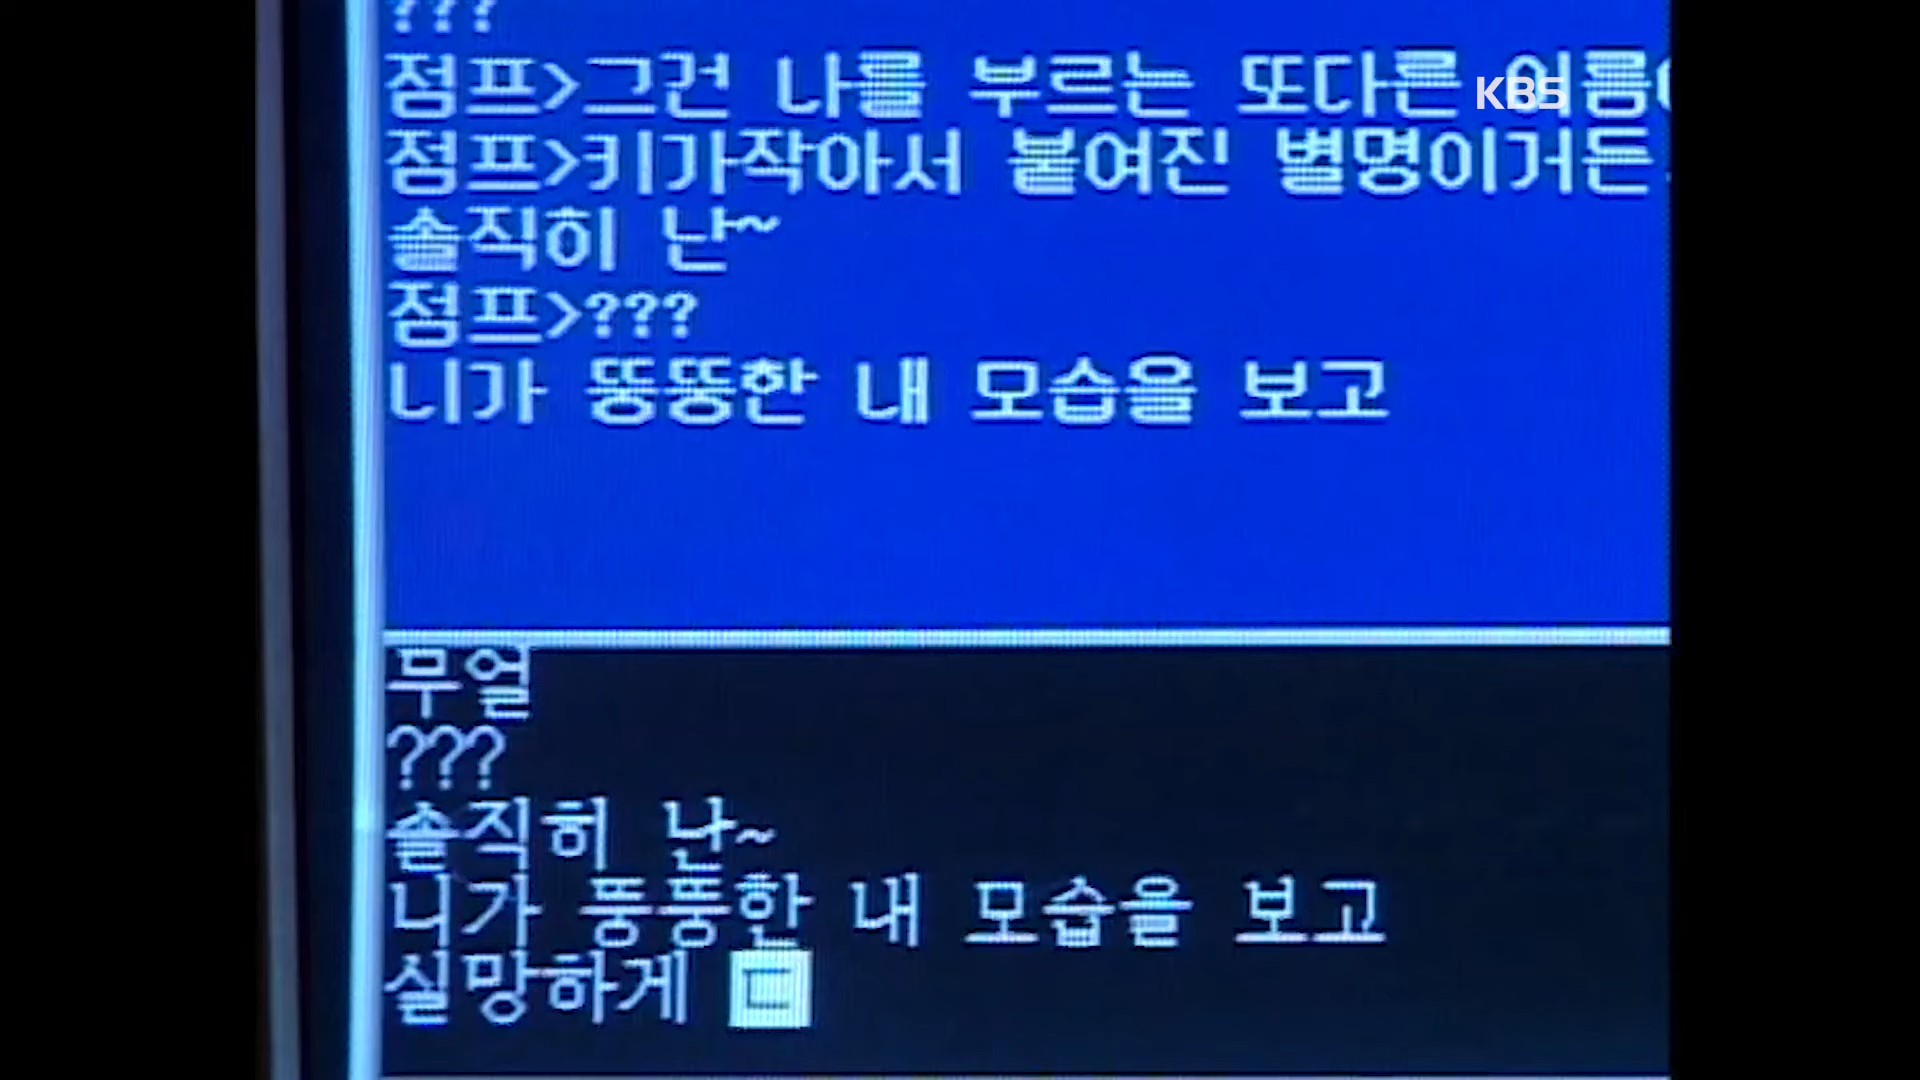 ???
점프>그건 나를 부르는 또다른 이름
KBS
점프>키가작아서 붙여진 별명이거든
솔직히 난~
점프>???
니가 뚱뚱한 내 모습을 보고
무얼
???
솔직히 난~
니가 뚱뚱한 내 모습을 보고
실망하게 ㄷ